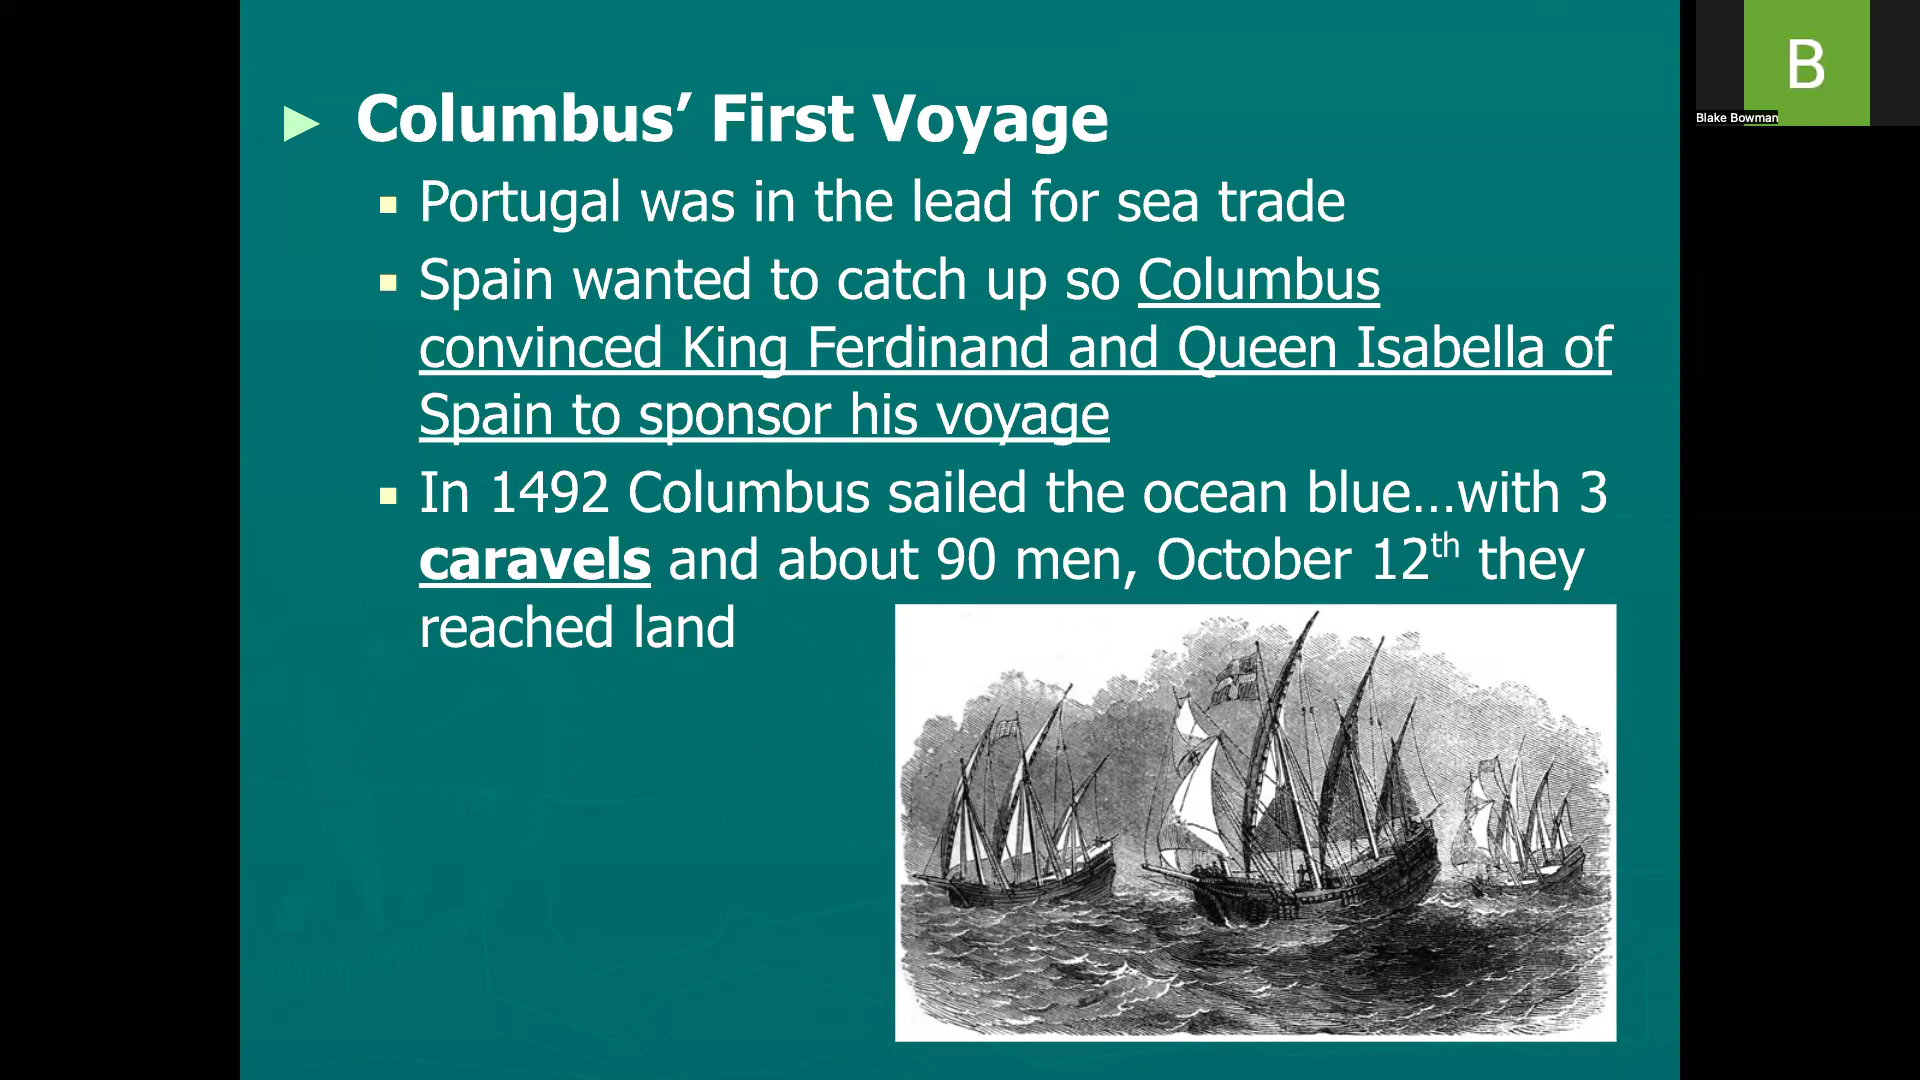 Columbus’ First Voyage
Portugal was in the lead for sea trade
Spain wanted to catch up so Columbus
convinced King Ferdinand and Queen Isabella of
Spain to sponsor his voyage
In 1492 Columbus sailed the ocean blue…with 3
caravels and about 90 men, October 12th they
reached land
B
Blake Bowman